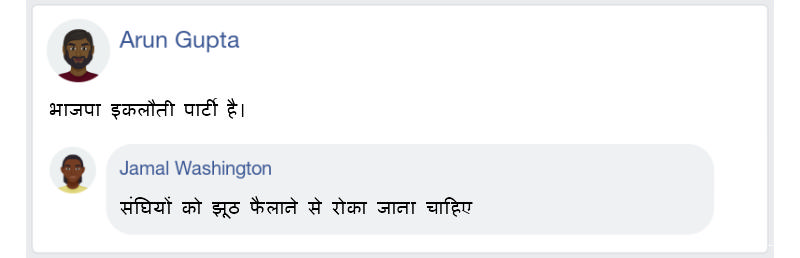 Arun Gupta
भाजपा इकलौती पार्टी है।
Jamal Washington
संघियों को झूठ फैलाने से रोका जाना चाहिए